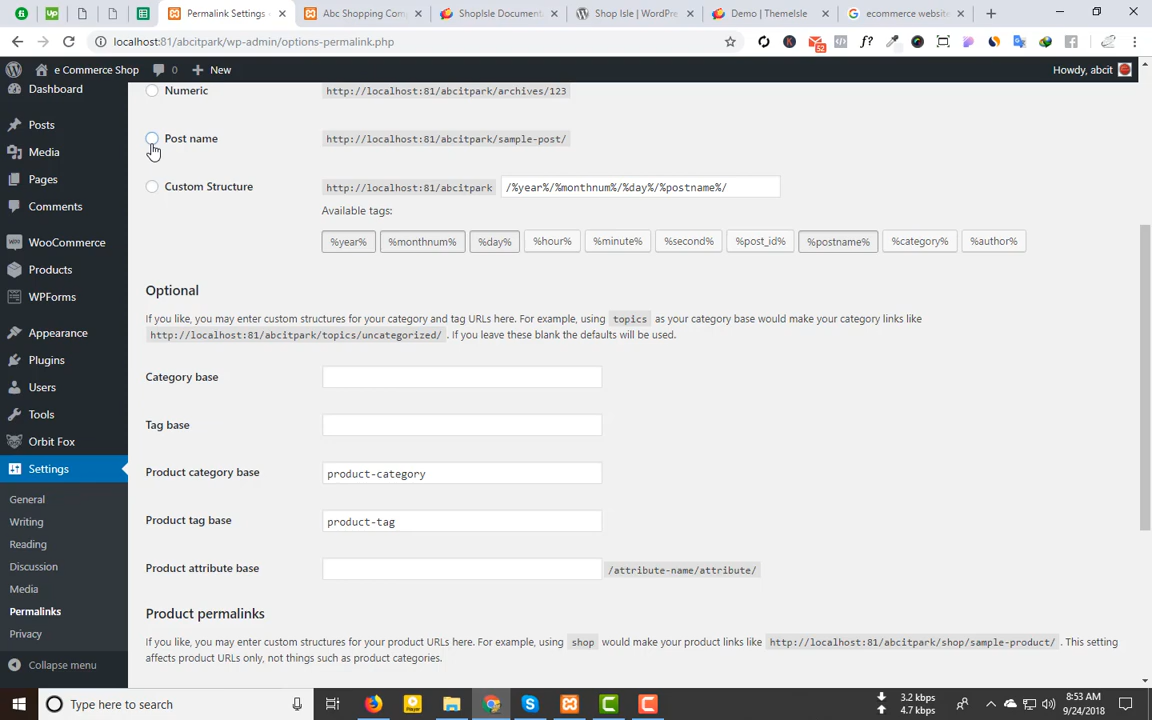 Permalink Settings
Abc Shopping Com
ShopIsle Document
Shop Isle | WordPre
Demo | ThemeIsle
ecommerce website
localhost:81/abcitpark/wp-admin/options-permalink.php
52
f?
e Commerce Shop
0
New
Howdy, abcit
Dashboard
Posts
Media
Pages
Comments
WooCommerce
Products
WPForms
Appearance
Plugins
Users
Tools
Orbit Fox
Settings
General
Writing
Reading
Discussion
Media
Permalinks
Privacy
Collapse menu
Numeric
http://localhost:81/abcitpark/archives/123
Post name
http://localhost:81/abcitpark/sample-post/
Custom Structure
http://localhost:81/abcitpark
/%year%/%monthnum%/%day%/%postname%/
Available tags:
%year% %monthnum% %day% %hour% %minute% %second% %post_id% %postname% %category% %author%
Optional
If you like, you may enter custom structures for your category and tag URLs here. For example, using topics as your category base would make your category links like
http://localhost:81/abcitpark/topics/uncategorized/ . If you leave these blank the defaults will be used.
Category base
Tag base
Product category base
product-category
Product tag base
product-tag
Product attribute base
/attribute-name/attribute/
Product permalinks
If you like, you may enter custom structures for your product URLs here. For example, using shop would make your product links like http://localhost:81/abcitpark/shop/sample-product/ . This setting
affects product URLs only, not things such as product categories.
Type here to search
3.2 kbps
4.7 kbps
8:53 AM
9/24/2018